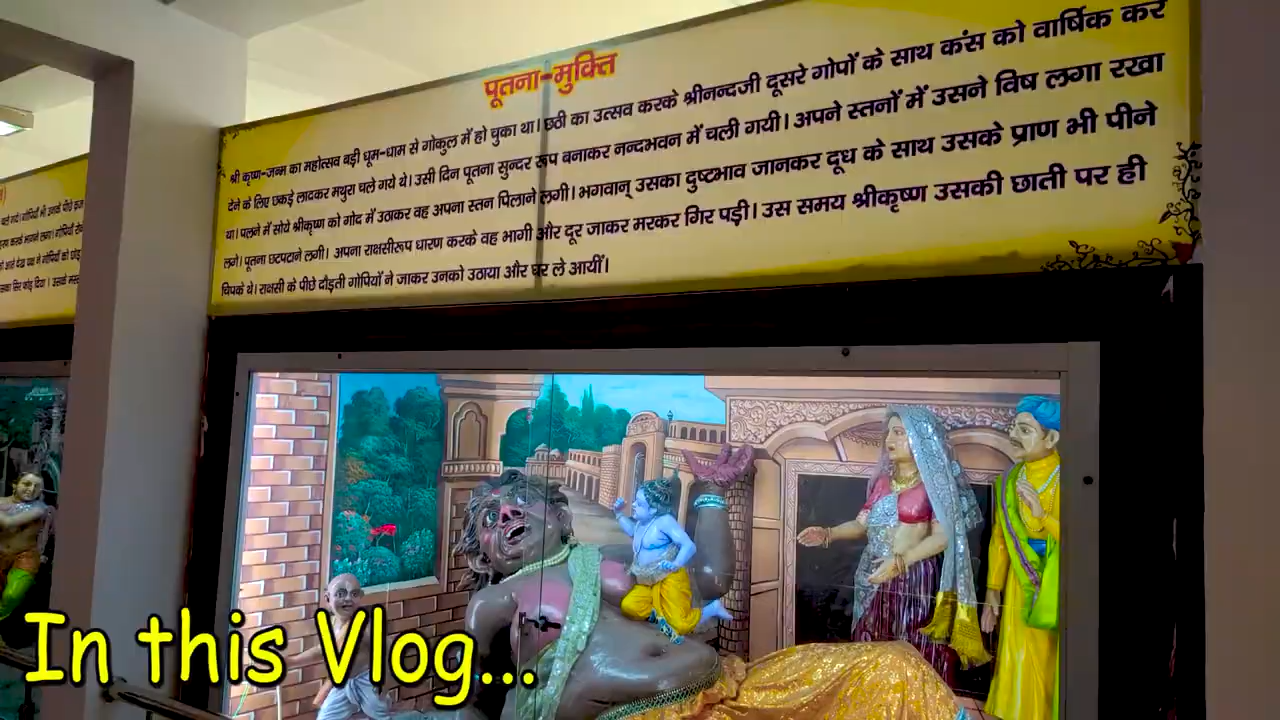 पूतना-मुक्ति
श्री कृष्ण-जन्म का महोत्सव बड़ी धूम-धाम से गोकुल में हो चुका था। छठी का उत्सव करके श्रीनन्दजी दूसरे गोपों के साथ कंस को वार्षिक कर
देने के लिए छकड़े लादकर मथुरा चले गये थे। उसी दिन पूतना सुन्दर रूप बनाकर नन्दभवन में चली गयी। अपने स्तनों में उसने विष लगा रखा
था। पलने में सोये श्रीकृष्ण को गोद में उठाकर वह अपना स्तन पिलाने लगी। भगवान् उसका दुष्टभाव जानकर दूध के साथ उसके प्राण भी पीने
लगे। पूतना छटपटाने लगी। अपना राक्षसीरूप धारण करके वह भागी और दूर जाकर मरकर गिर पड़ी। उस समय श्रीकृष्ण उसकी छाती पर ही
चिपके थे। राक्षसी के पीछे दौड़ती गोपियों ने जाकर उनको उठाया और घर ले आयीं।
In this Vlog...